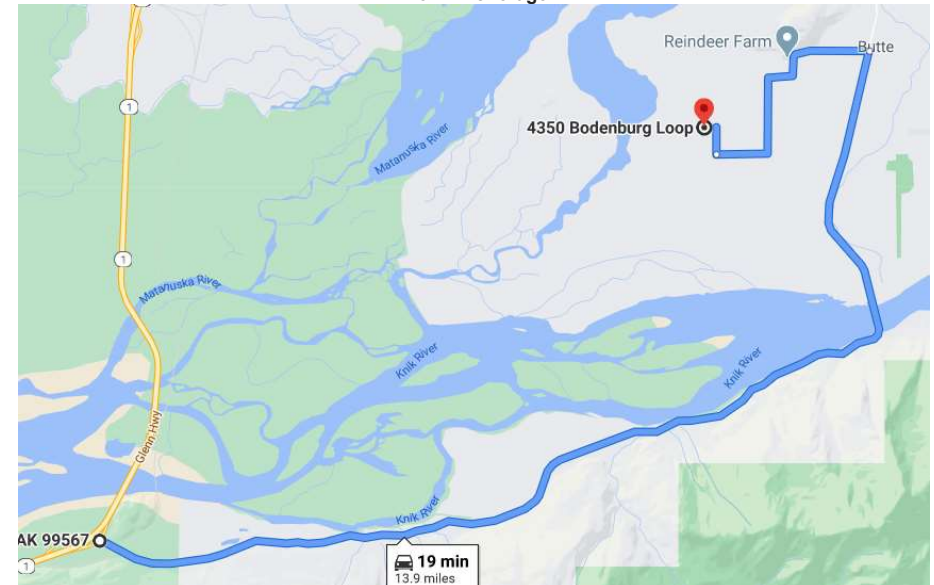 1
Reindeer Farm
Butte
1
4350 Bodenburg Loop
Matanuska River
1
Matanuska River
Knik River
Knik River
Glenn Hwy
Knik River
AK 99567
1
19 min
13.9 miles